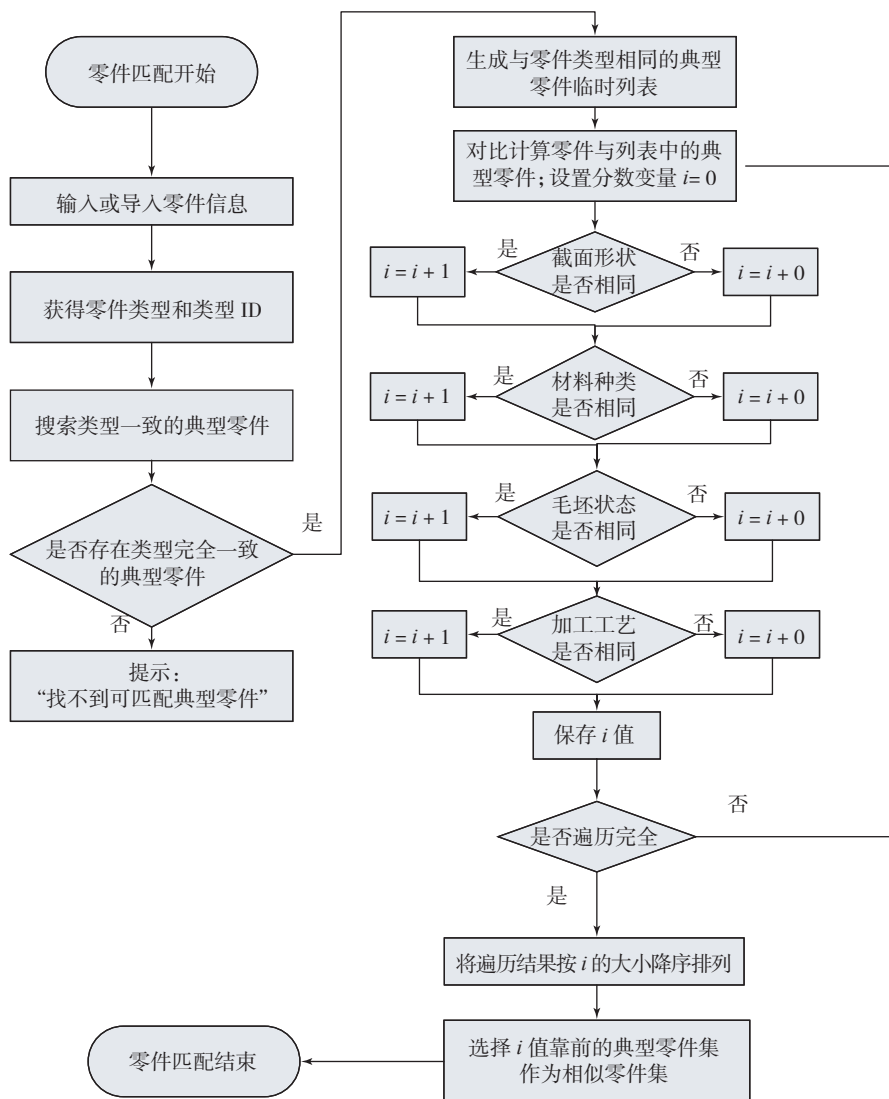 零件匹配开始
输入或导入零件信息
获得零件类型和类型 ID
搜索类型一致的典型零件
是否存在类型完全一致
的典型零件
是
否
提示：
“找不到可匹配典型零件”
生成与零件类型相同的典型
零件临时列表
对比计算零件与列表中的典
型零件；设置分数变量 i= 0
是
截面形状
是否相同
否
i = i + 1
i = i + 0
是
材料种类
是否相同
否
i = i + 1
i = i + 0
是
毛坯状态
是否相同
否
i = i + 1
i = i + 0
是
加工工艺
是否相同
否
i = i + 1
i = i + 0
保存 i 值
是否遍历完全
否
是
将遍历结果按 i 的大小降序排列
选择 i 值靠前的典型零件集
作为相似零件集
零件匹配结束